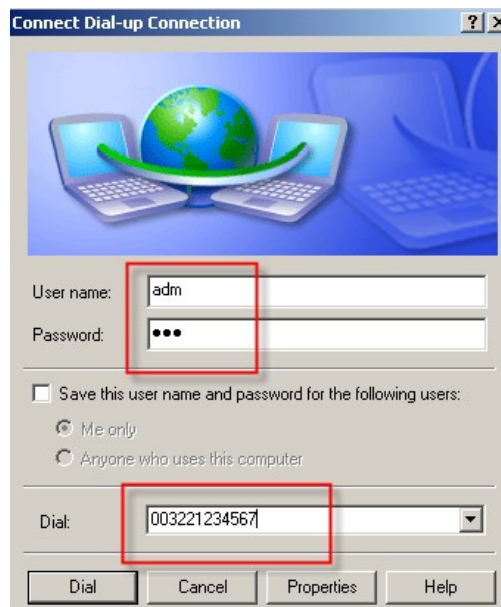 Connect Dial-up Connection
User name: adm
Password: •••
Save this user name and password for the following users:
Me only
Anyone who uses this computer
Dial: 003221234567
Dial Cancel Properties Help